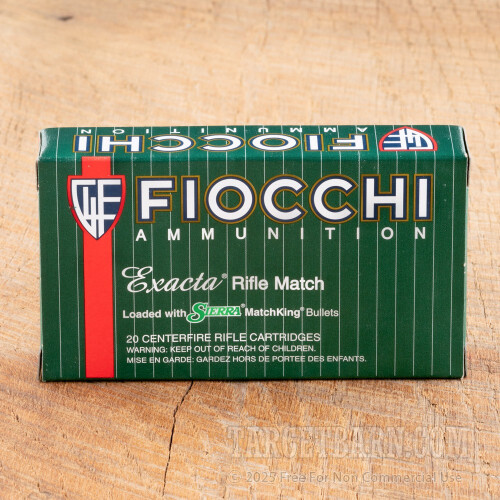 FIOCCHI
AMMUNITION
GFL
FIOCCHI
AMMUNITION
Exacta® Rifle Match
Loaded with SIERRA® MatchKing® Bullets
20 CENTERFIRE RIFLE CARTRIDGES
WARNING: KEEP OUT OF REACH OF CHILDREN.
MISE EN GARDE: GARDEZ HORS DE PORTEE DES ENFANTS.
TARGETBARN.COM
© 2025 Free For Non Commercial Use